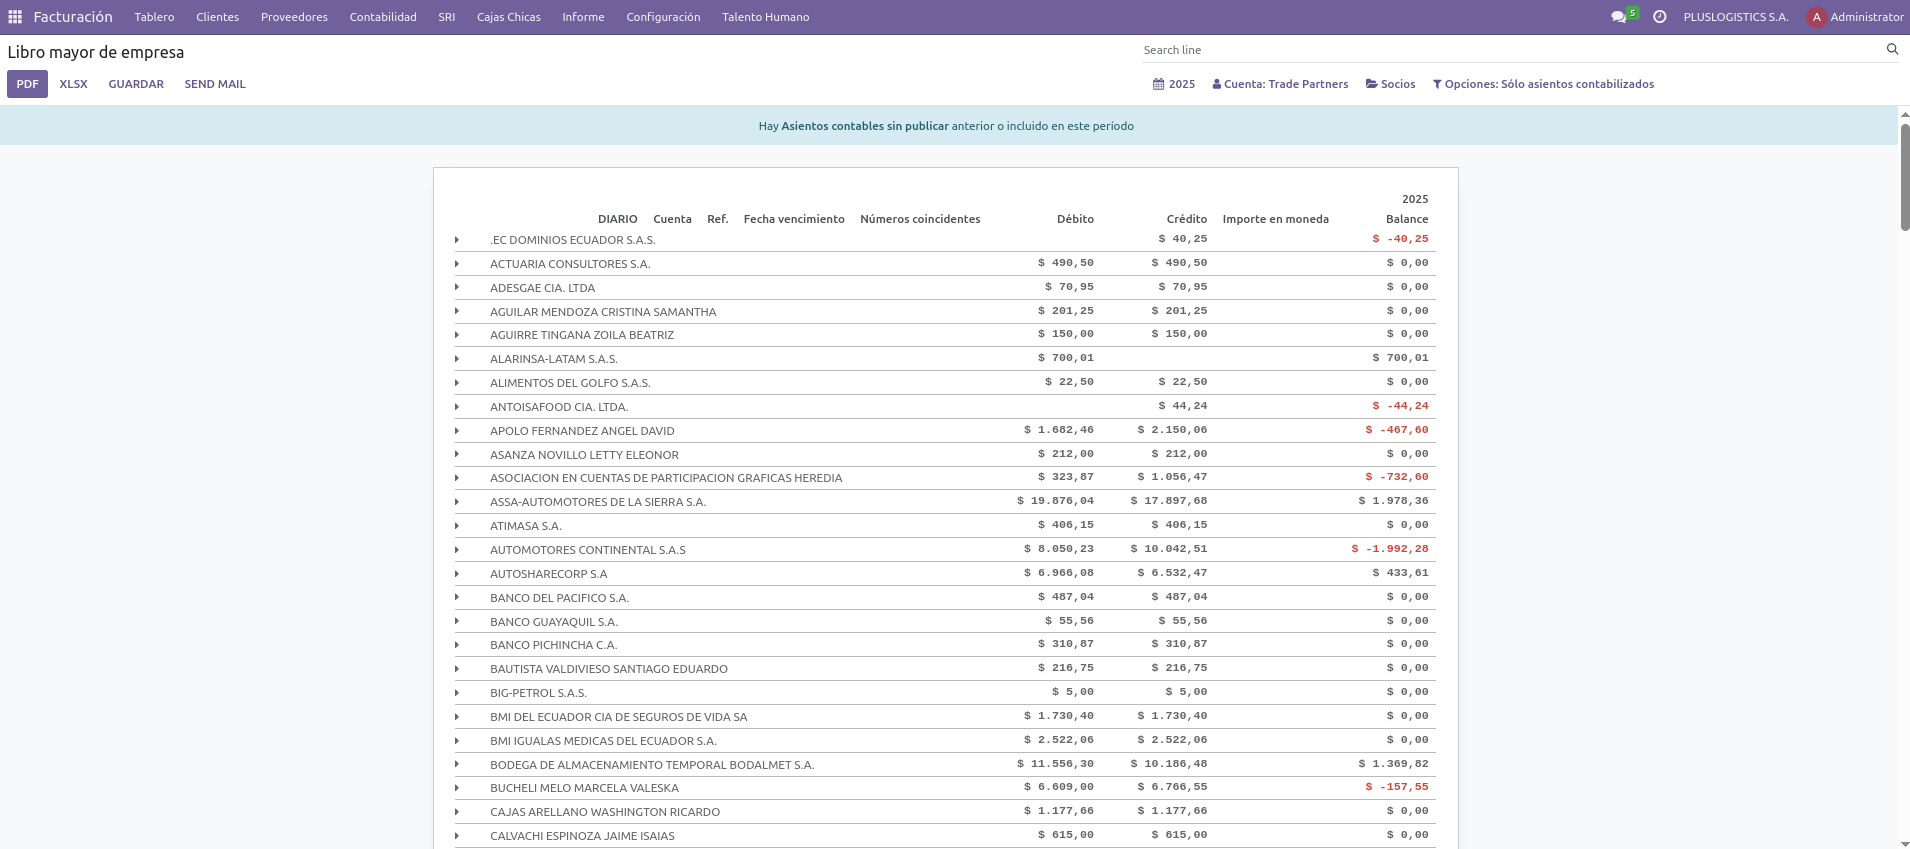 Facturación Tablero Clientes Proveedores Contabilidad SRI Cajas Chicas Informe Configuración Talento Humano 5 PLUSLOGISTICS S.A. A Administrator
Libro mayor de empresa Search line
PDF XLSX GUARDAR SEND MAIL 2025 Cuenta: Trade Partners Socios Opciones: Sólo asientos contabilizados
Hay Asientos contables sin publicar anterior o incluido en este período
2025
DIARIO Cuenta Ref. Fecha vencimiento Números coincidentes Débito Crédito Importe en moneda Balance
.EC DOMINIOS ECUADOR S.A.S. $ 40,25 $ -40,25
ACTUARIA CONSULTORES S.A. $ 490,50 $ 490,50 $ 0,00
ADESGAE CIA. LTDA $ 70,95 $ 70,95 $ 0,00
AGUILAR MENDOZA CRISTINA SAMANTHA $ 201,25 $ 201,25 $ 0,00
AGUIRRE TINGANA ZOILA BEATRIZ $ 150,00 $ 150,00 $ 0,00
ALARINSA-LATAM S.A.S. $ 700,01 $ 700,01
ALIMENTOS DEL GOLFO S.A.S. $ 22,50 $ 22,50 $ 0,00
ANTOISAFOOD CIA. LTDA. $ 44,24 $ -44,24
APOLO FERNANDEZ ANGEL DAVID $ 1.682,46 $ 2.150,06 $ -467,60
ASANZA NOVILLO LETTY ELEONOR $ 212,00 $ 212,00 $ 0,00
ASOCIACION EN CUENTAS DE PARTICIPACION GRAFICAS HEREDIA $ 323,87 $ 1.056,47 $ -732,60
ASSA-AUTOMOTORES DE LA SIERRA S.A. $ 19.876,04 $ 17.897,68 $ 1.978,36
ATIMASA S.A. $ 406,15 $ 406,15 $ 0,00
AUTOMOTORES CONTINENTAL S.A.S $ 8.050,23 $ 10.042,51 $ -1.992,28
AUTOSHARECORP S.A $ 6.966,08 $ 6.532,47 $ 433,61
BANCO DEL PACIFICO S.A. $ 487,04 $ 487,04 $ 0,00
BANCO GUAYAQUIL S.A. $ 55,56 $ 55,56 $ 0,00
BANCO PICHINCHA C.A. $ 310,87 $ 310,87 $ 0,00
BAUTISTA VALDIVIESO SANTIAGO EDUARDO $ 216,75 $ 216,75 $ 0,00
BIG-PETROL S.A.S. $ 5,00 $ 5,00 $ 0,00
BMI DEL ECUADOR CIA DE SEGUROS DE VIDA SA $ 1.730,40 $ 1.730,40 $ 0,00
BMI IGUALAS MEDICAS DEL ECUADOR S.A. $ 2.522,06 $ 2.522,06 $ 0,00
BODEGA DE ALMACENAMIENTO TEMPORAL BODALMET S.A. $ 11.556,30 $ 10.186,48 $ 1.369,82
BUCHELI MELO MARCELA VALESKA $ 6.609,00 $ 6.766,55 $ -157,55
CAJAS ARELLANO WASHINGTON RICARDO $ 1.177,66 $ 1.177,66 $ 0,00
CALVACHI ESPINOZA JAIME ISAIAS $ 615,00 $ 615,00 $ 0,00